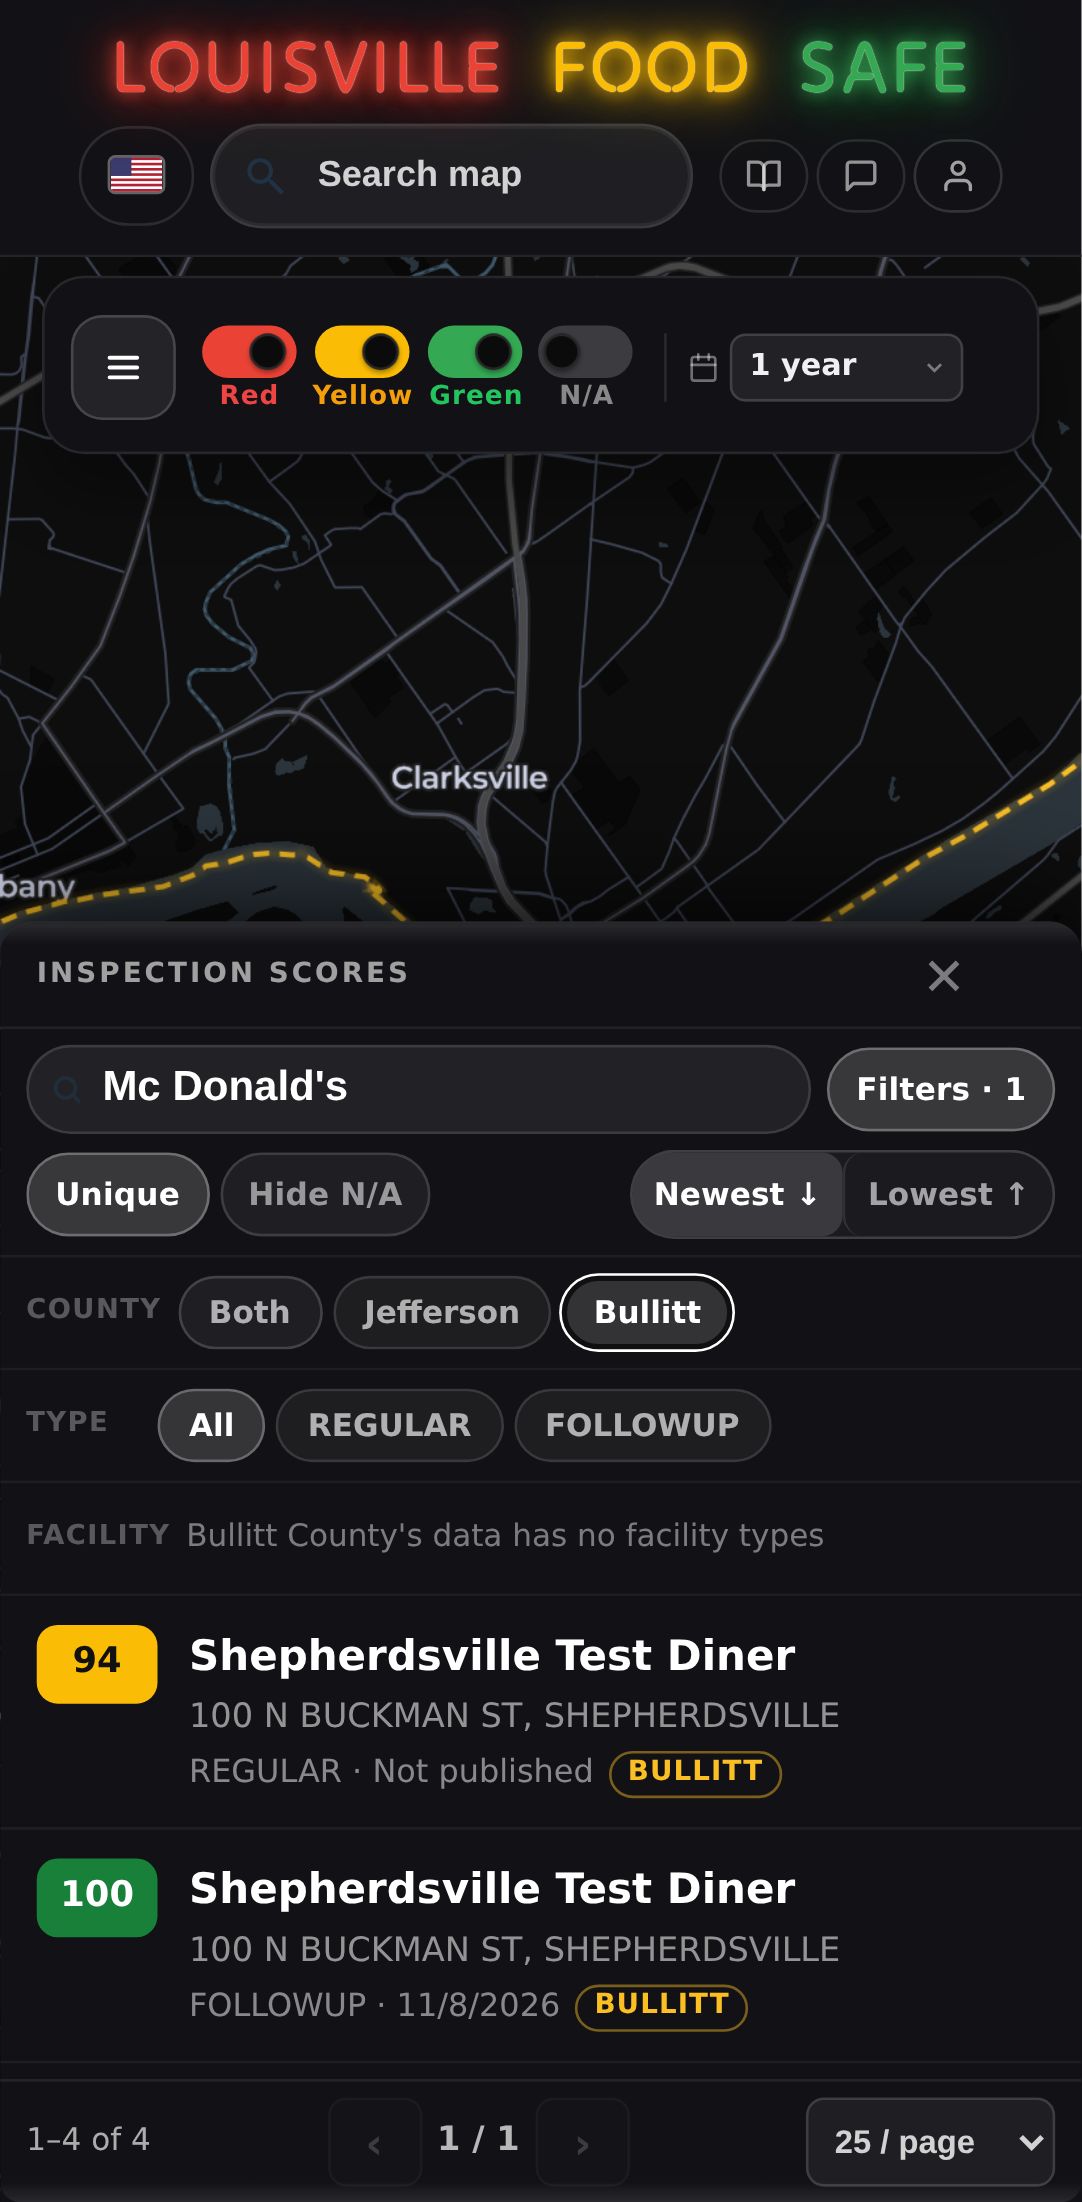 LOUISVILLE FOOD SAFE
Search map
Red
Yellow
Green
N/A
1 year
Clarksville
bany
INSPECTION SCORES
Mc Donald's
Filters · 1
Unique
Hide N/A
Newest ↓
Lowest ↑
COUNTY
Both
Jefferson
Bullitt
TYPE
All
REGULAR
FOLLOWUP
FACILITY
Bullitt County's data has no facility types
94
Shepherdsville Test Diner
100 N BUCKMAN ST, SHEPHERDSVILLE
REGULAR · Not published
BULLITT
100
Shepherdsville Test Diner
100 N BUCKMAN ST, SHEPHERDSVILLE
FOLLOWUP · 11/8/2026
BULLITT
1–4 of 4
‹
1 / 1
›
25 / page